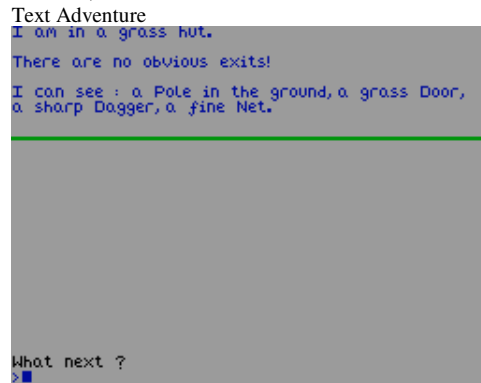 Text Adventure
I am in a grass hut.
There are no obvious exits!
I can see : a Pole in the ground, a grass Door,
a sharp Dagger, a fine Net.
What next ?
>